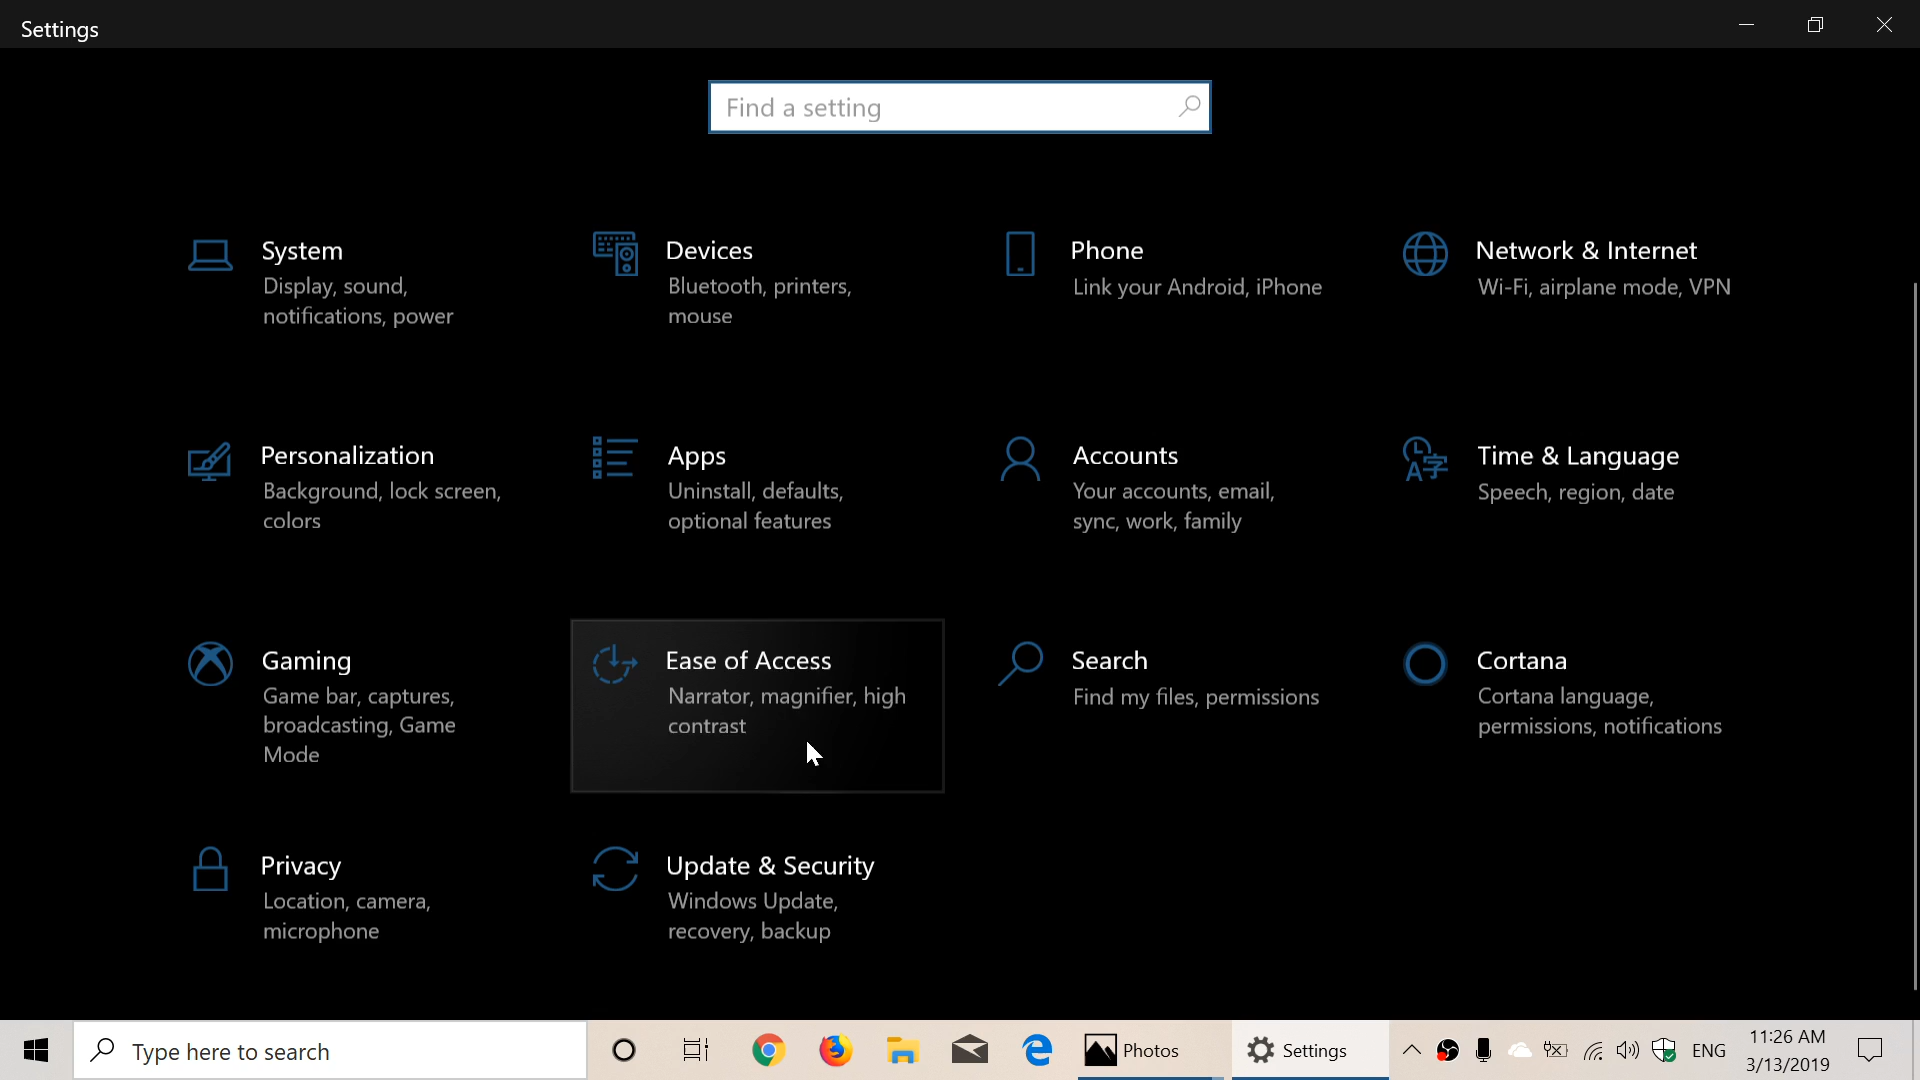 Settings
Find a setting
System
Display, sound,
notifications, power
Devices
Bluetooth, printers,
mouse
Phone
Link your Android, iPhone
Network & Internet
Wi-Fi, airplane mode, VPN
Personalization
Background, lock screen,
colors
Apps
Uninstall, defaults,
optional features
Accounts
Your accounts, email,
sync, work, family
Time & Language
Speech, region, date
Gaming
Game bar, captures,
broadcasting, Game
Mode
Ease of Access
Narrator, magnifier, high
contrast
Search
Find my files, permissions
Cortana
Cortana language,
permissions, notifications
Privacy
Location, camera,
microphone
Update & Security
Windows Update,
recovery, backup
Type here to search
Photos
Settings
ENG
11:26 AM
3/13/2019